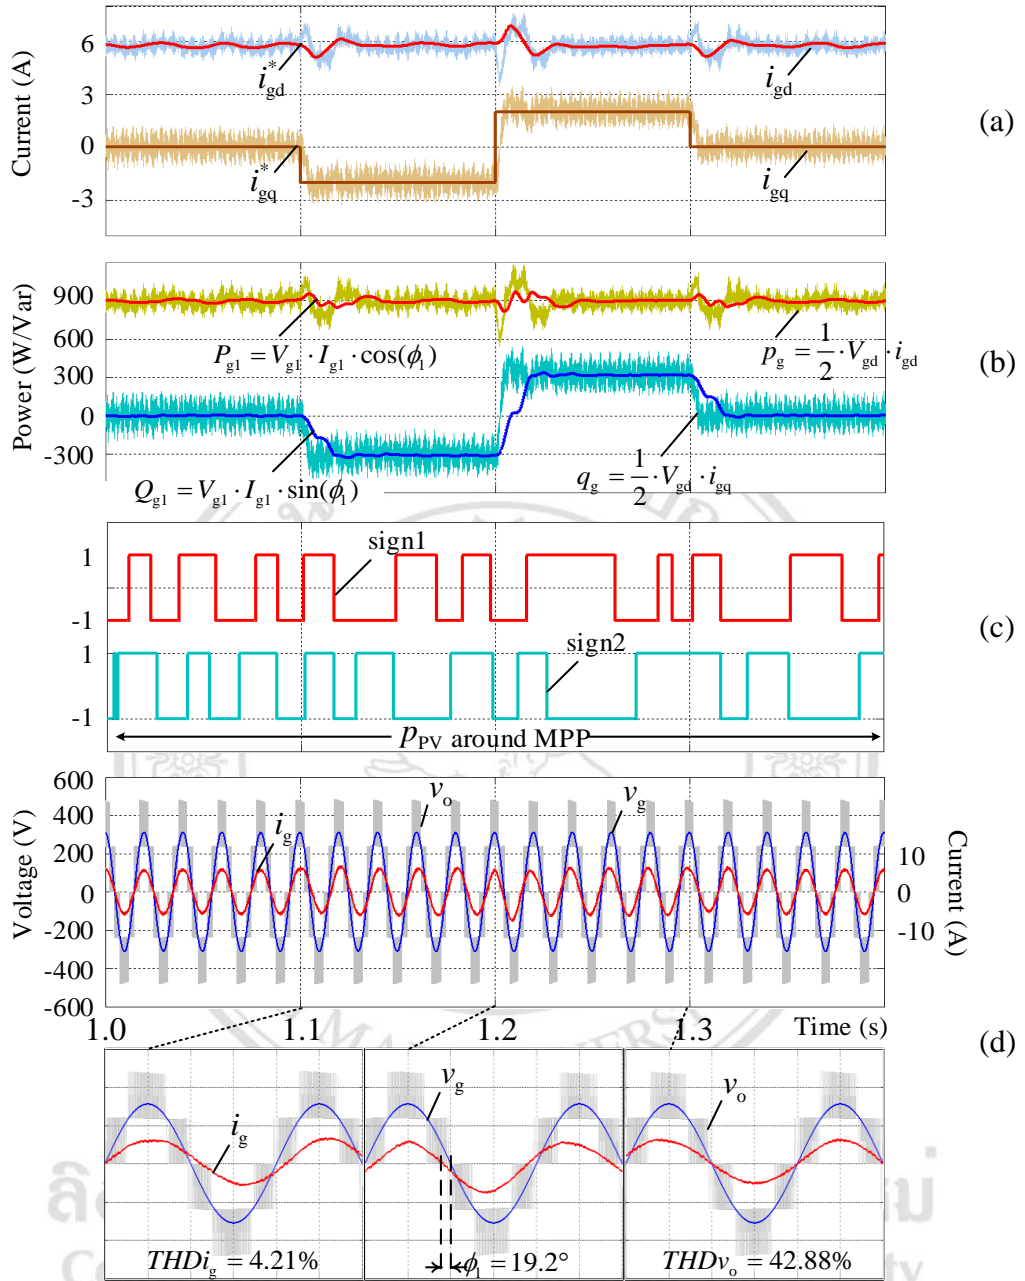 Current (A)
6
3
0
-3
i*gd
igd
i*gq
igq
(a)
Power (W/Var)
900
600
300
0
-300
Pg1 = Vg1 · Ig1 · cos(ϕ1)
pg = 1/2 · Vgd · igd
Qg1 = Vg1 · Ig1 · sin(ϕ1)
qg = 1/2 · Vgd · igq
(b)
1
-1
sign1
1
-1
sign2
pPV around MPP
(c)
Voltage (V)
600
400
200
0
-200
-400
-600
ig
vo
vg
10
0
-10
Current (A)
1.0
1.1
1.2
1.3
Time (s)
(d)
ig
vg
vo
THDig = 4.21%
ϕ1 = 19.2°
THDvo = 42.88%